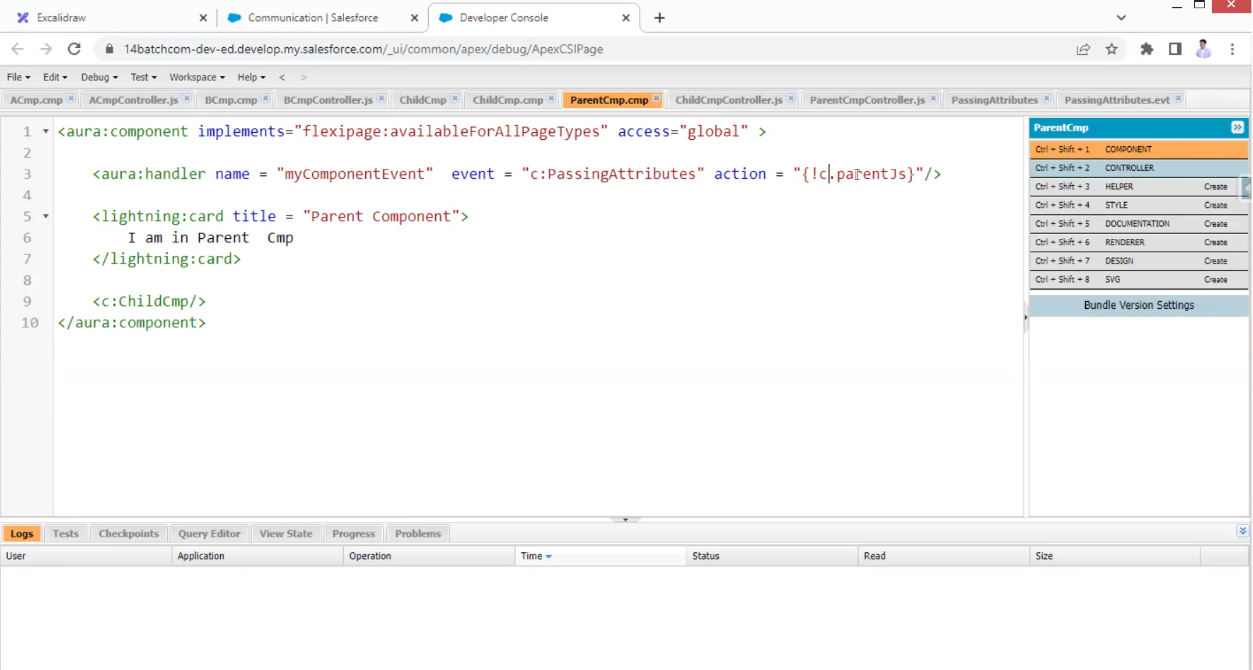 Excalidraw
Communication | Salesforce
Developer Console
14batchcom-dev-ed.develop.my.salesforce.com/_ui/common/apex/debug/ApexCSIPage
File Edit Debug Test Workspace Help < >
ACmp.cmp ACmpController.js BCmp.cmp BCmpController.js ChildCmp ChildCmp.cmp ParentCmp.cmp ChildCmpController.js ParentCmpController.js PassingAttributes PassingAttributes.evt
1 <aura:component implements="flexipage:availableForAllPageTypes" access="global" >
2
3 <aura:handler name = "myComponentEvent" event = "c:PassingAttributes" action = "{!c.parentJs}"/>
4
5 <lightning:card title = "Parent Component">
6 I am in Parent Cmp
7 </lightning:card>
8
9 <c:ChildCmp/>
10 </aura:component>
ParentCmp
Ctrl + Shift + 1 COMPONENT
Ctrl + Shift + 2 CONTROLLER
Ctrl + Shift + 3 HELPER Create
Ctrl + Shift + 4 STYLE Create
Ctrl + Shift + 5 DOCUMENTATION Create
Ctrl + Shift + 6 RENDERER Create
Ctrl + Shift + 7 DESIGN Create
Ctrl + Shift + 8 SVG Create
Bundle Version Settings
Logs Tests Checkpoints Query Editor View State Progress Problems
User Application Operation Time Status Read Size